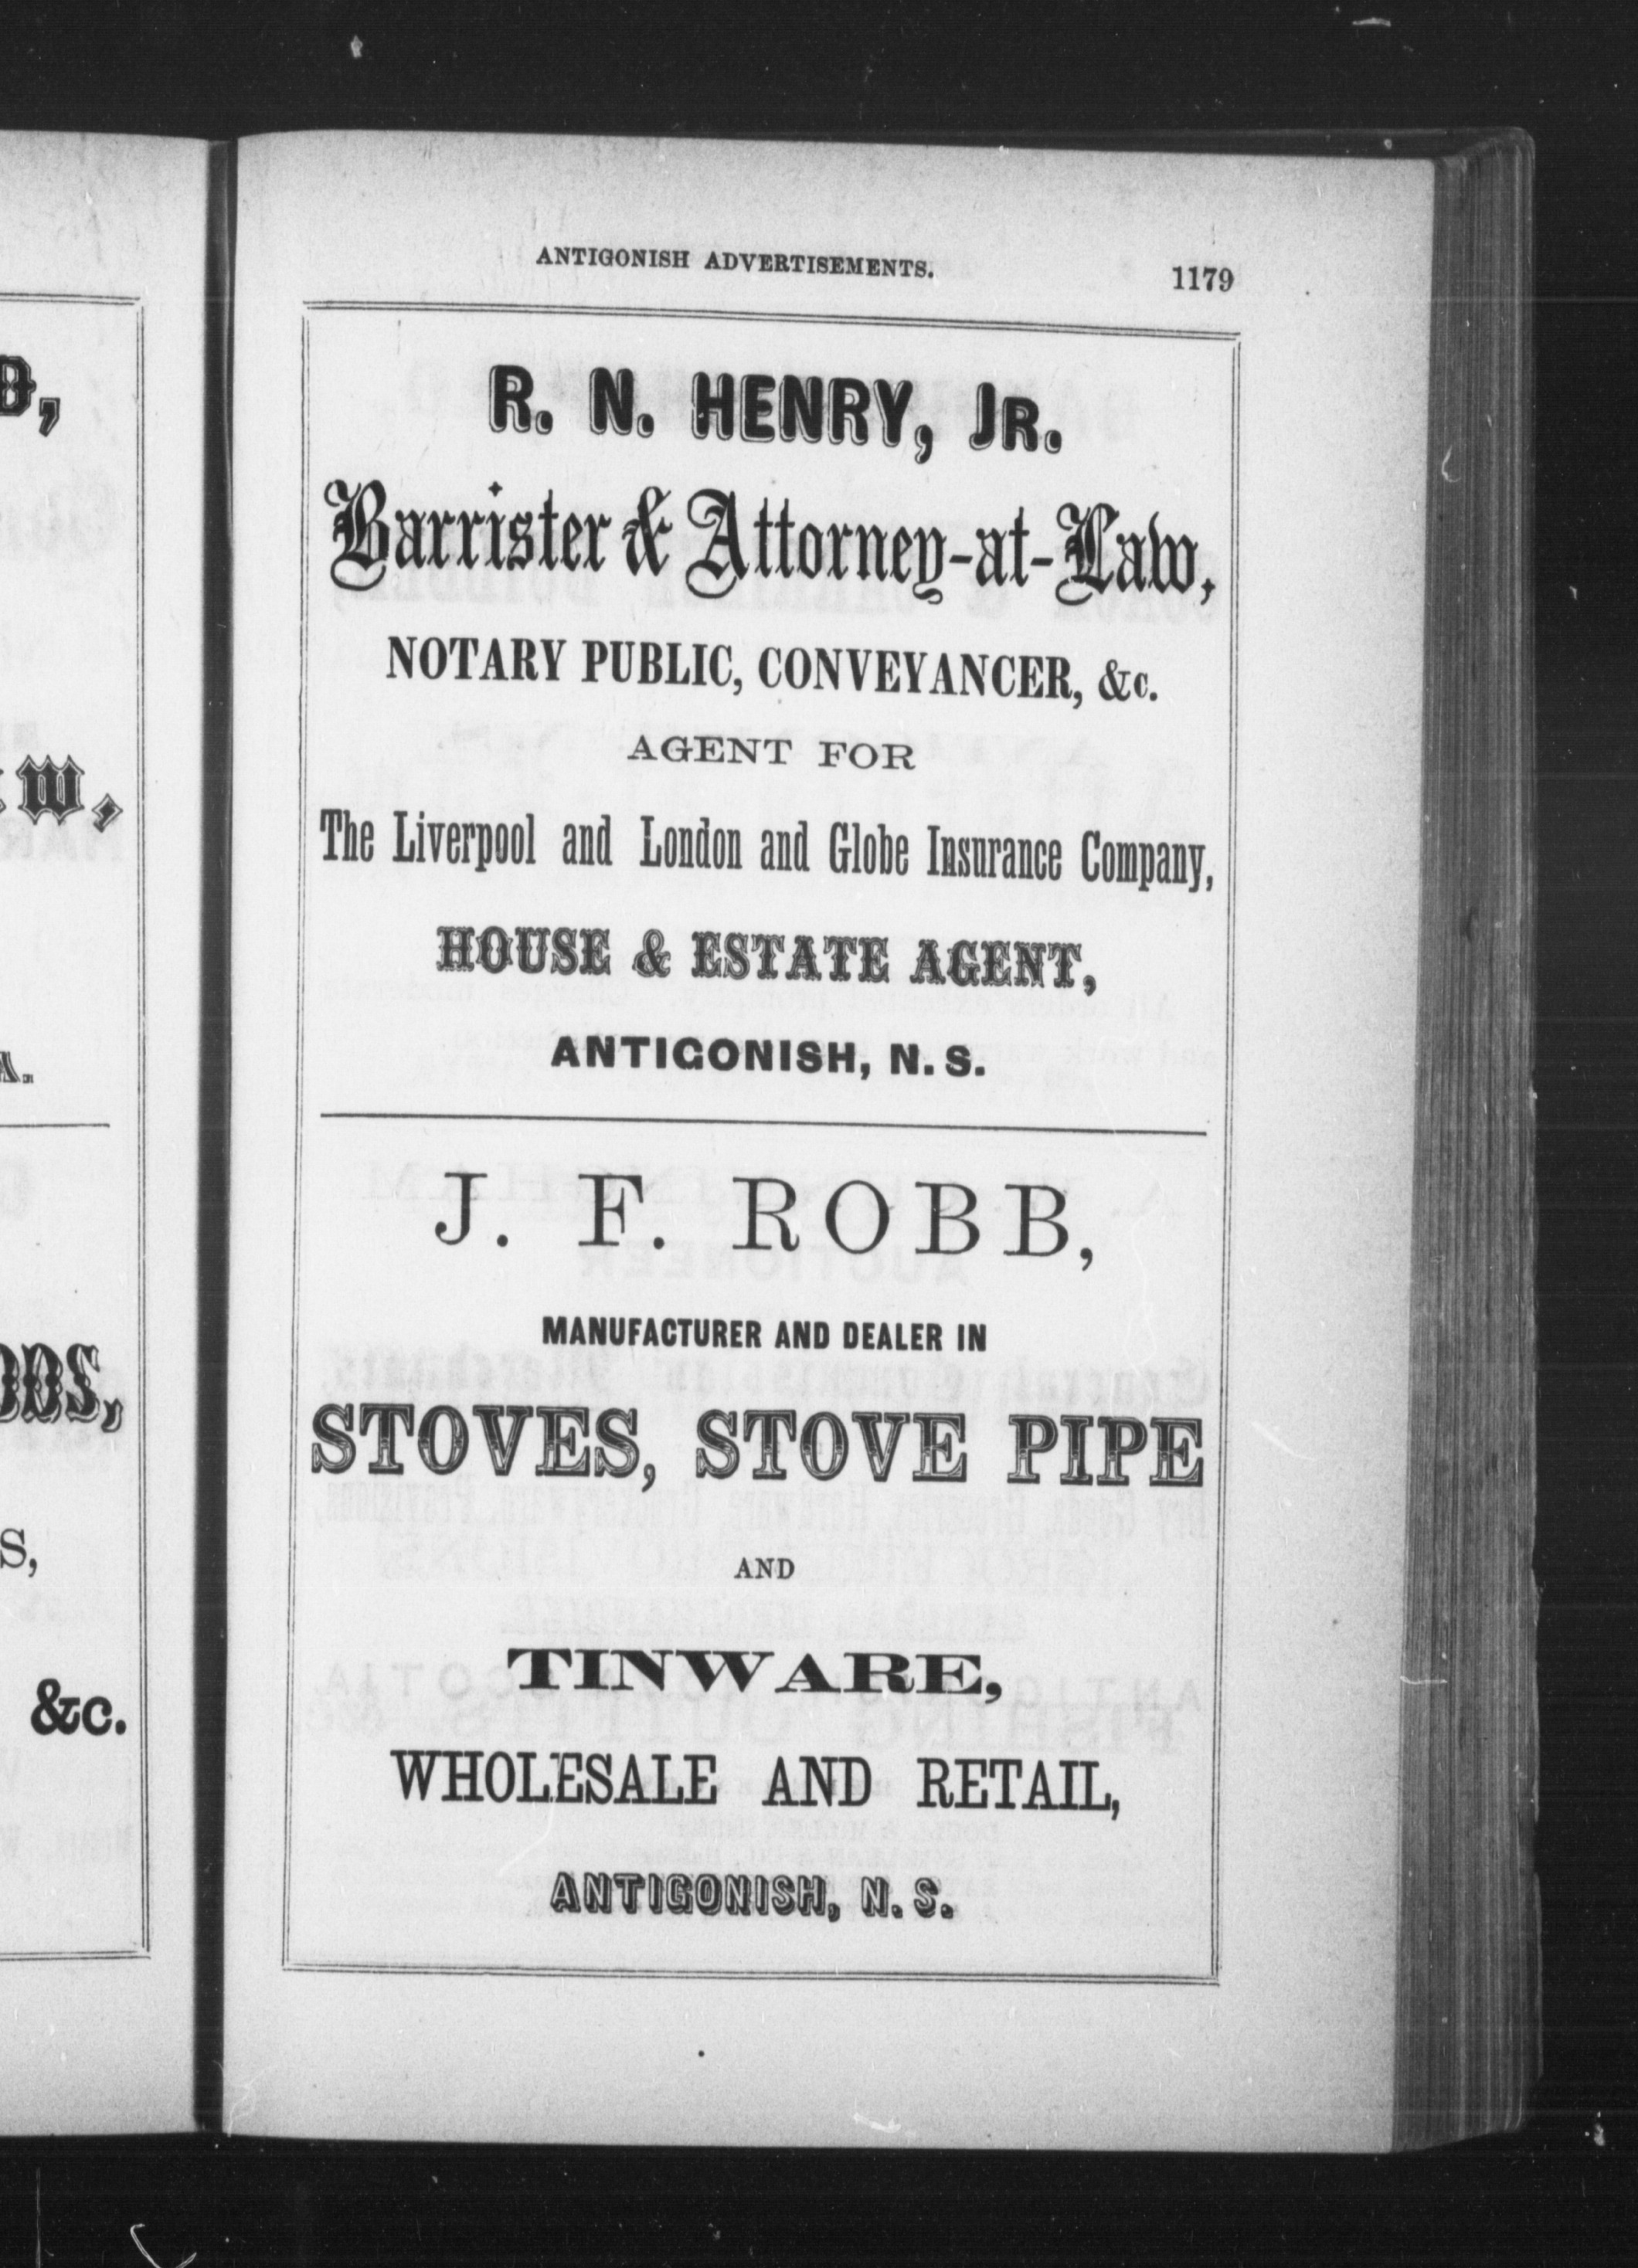 D,
w,
A.
ODS,
S,
&c.
ANTIGONISH ADVERTISEMENTS.
1179
R. N. HENRY, JR.
Barrister & Attorney-at-Law,
NOTARY PUBLIC, CONVEYANCER, &c.
AGENT FOR
The Liverpool and London and Globe Insurance Company,
HOUSE & ESTATE AGENT,
ANTIGONISH, N. S.
J. F. ROBB,
MANUFACTURER AND DEALER IN
STOVES, STOVE PIPE
AND
TINWARE,
WHOLESALE AND RETAIL,
ANTIGONISH, N. S.